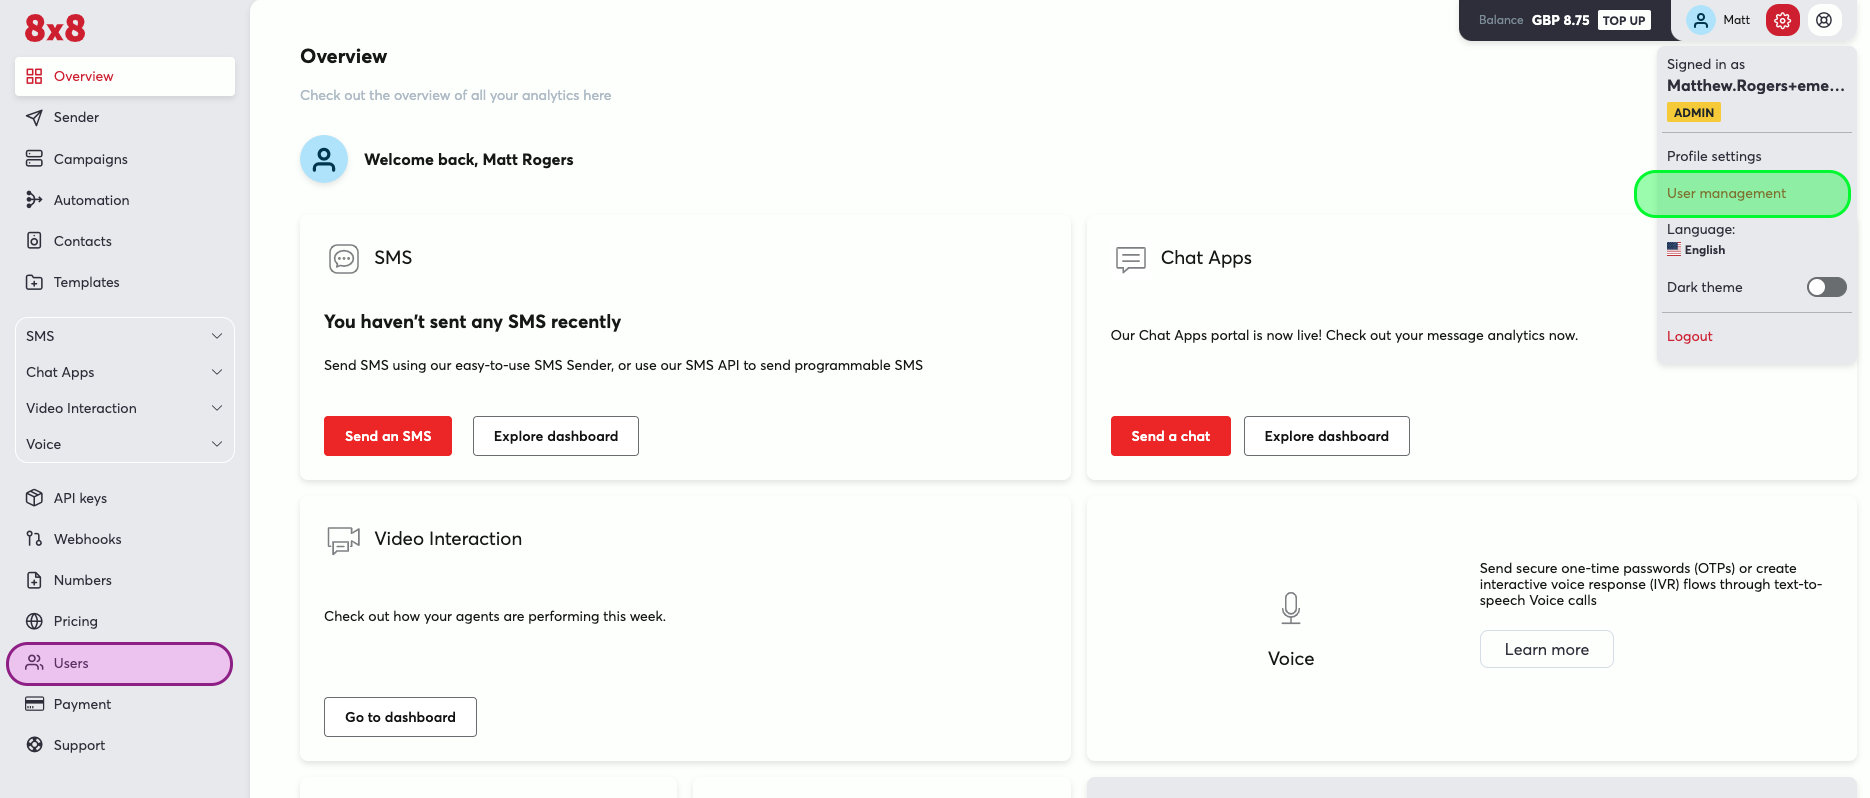 8x8
Overview
Sender
Campaigns
Automation
Contacts
Templates
SMS
Chat Apps
Video Interaction
Voice
API keys
Webhooks
Numbers
Pricing
Users
Payment
Support
Balance GBP 8.75 TOP UP
Matt
Signed in as
Matthew.Rogers+eme...
ADMIN
Profile settings
User management
Language:
English
Dark theme
Logout
Overview
Check out the overview of all your analytics here
Welcome back, Matt Rogers
SMS
You haven't sent any SMS recently
Send SMS using our easy-to-use SMS Sender, or use our SMS API to send programmable SMS
Send an SMS
Explore dashboard
Chat Apps
Our Chat Apps portal is now live! Check out your message analytics now.
Send a chat
Explore dashboard
Video Interaction
Check out how your agents are performing this week.
Go to dashboard
Voice
Send secure one-time passwords (OTPs) or create
interactive voice response (IVR) flows through text-to-
speech Voice calls
Learn more